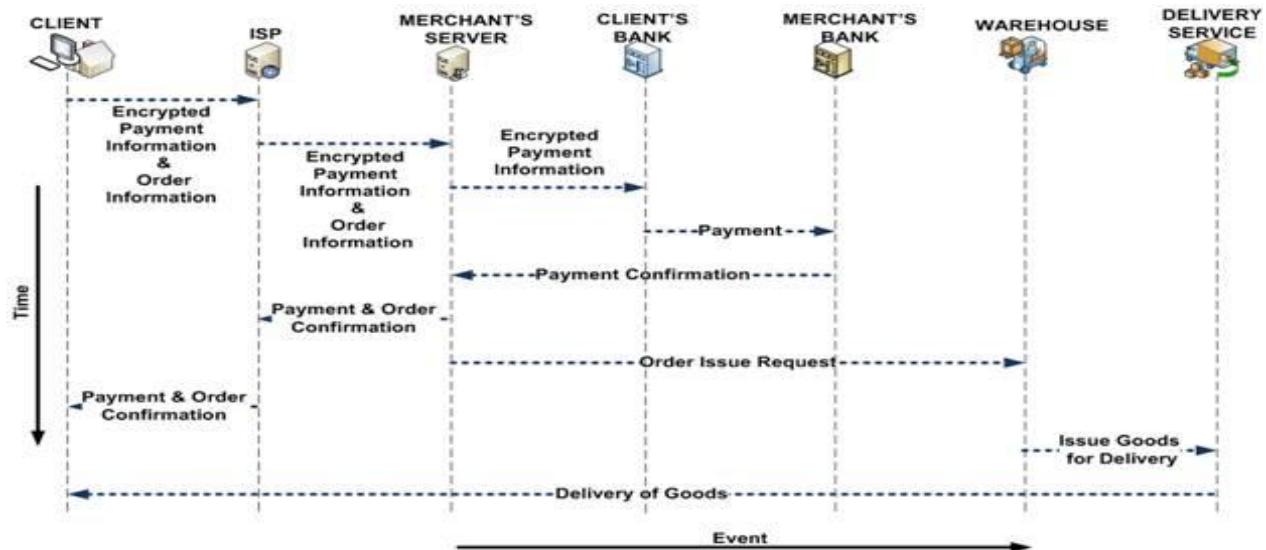 CLIENT
ISP
MERCHANT'S
SERVER
CLIENT'S
BANK
MERCHANT'S
BANK
WAREHOUSE
DELIVERY
SERVICE
Encrypted
Payment
Information
&
Order
Information
Encrypted
Payment
Information
&
Order
Information
Encrypted
Payment
Information
Payment
Payment Confirmation
Payment & Order
Confirmation
Order Issue Request
Payment & Order
Confirmation
Issue Goods
for Delivery
Delivery of Goods
Time
Event